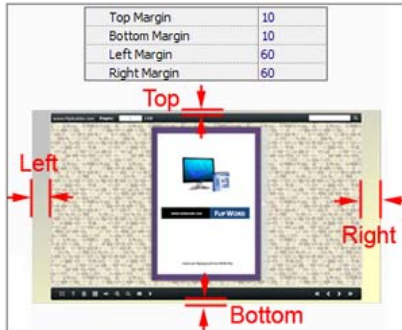 Top Margin 10
Bottom Margin 10
Left Margin 60
Right Margin 60
Top
Left
FLIP WORD
Right
Bottom